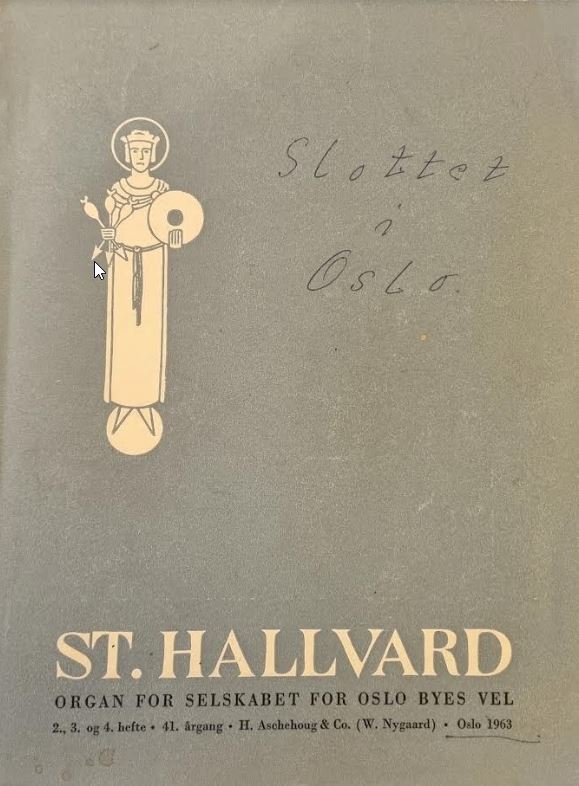 Slottet
i
Oslo.
ST. HALLVARD
ORGAN FOR SELSKABET FOR OSLO BYES VEL
2., 3. og 4. hefte • 41. årgang • H. Aschehoug & Co. (W. Nygaard) • Oslo 1963